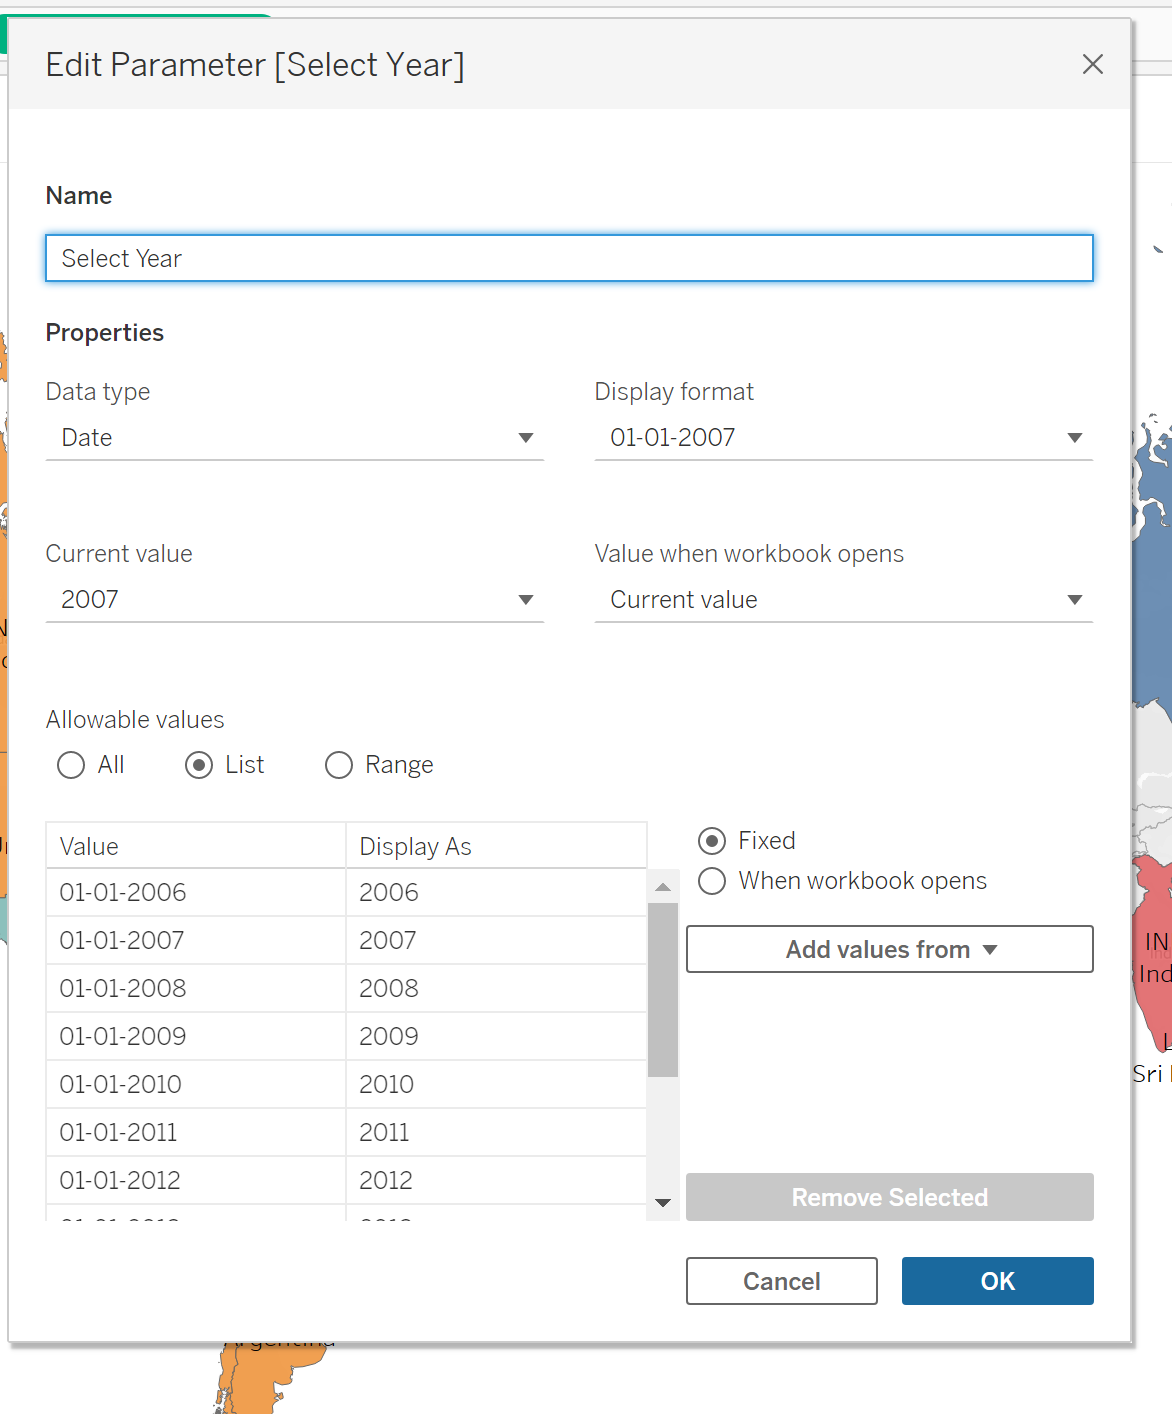 Edit Parameter [Select Year]
Name
Select Year
Properties
Data type
Display format
Date
01-01-2007
Current value
Value when workbook opens
2007
Current value
Allowable values
All
List
Range
Value
Display As
Fixed
When workbook opens
01-01-2006
2006
01-01-2007
2007
Add values from
01-01-2008
2008
01-01-2009
2009
01-01-2010
2010
01-01-2011
2011
01-01-2012
2012
Remove Selected
Cancel
OK
IN
Ind
Sri
Argentina